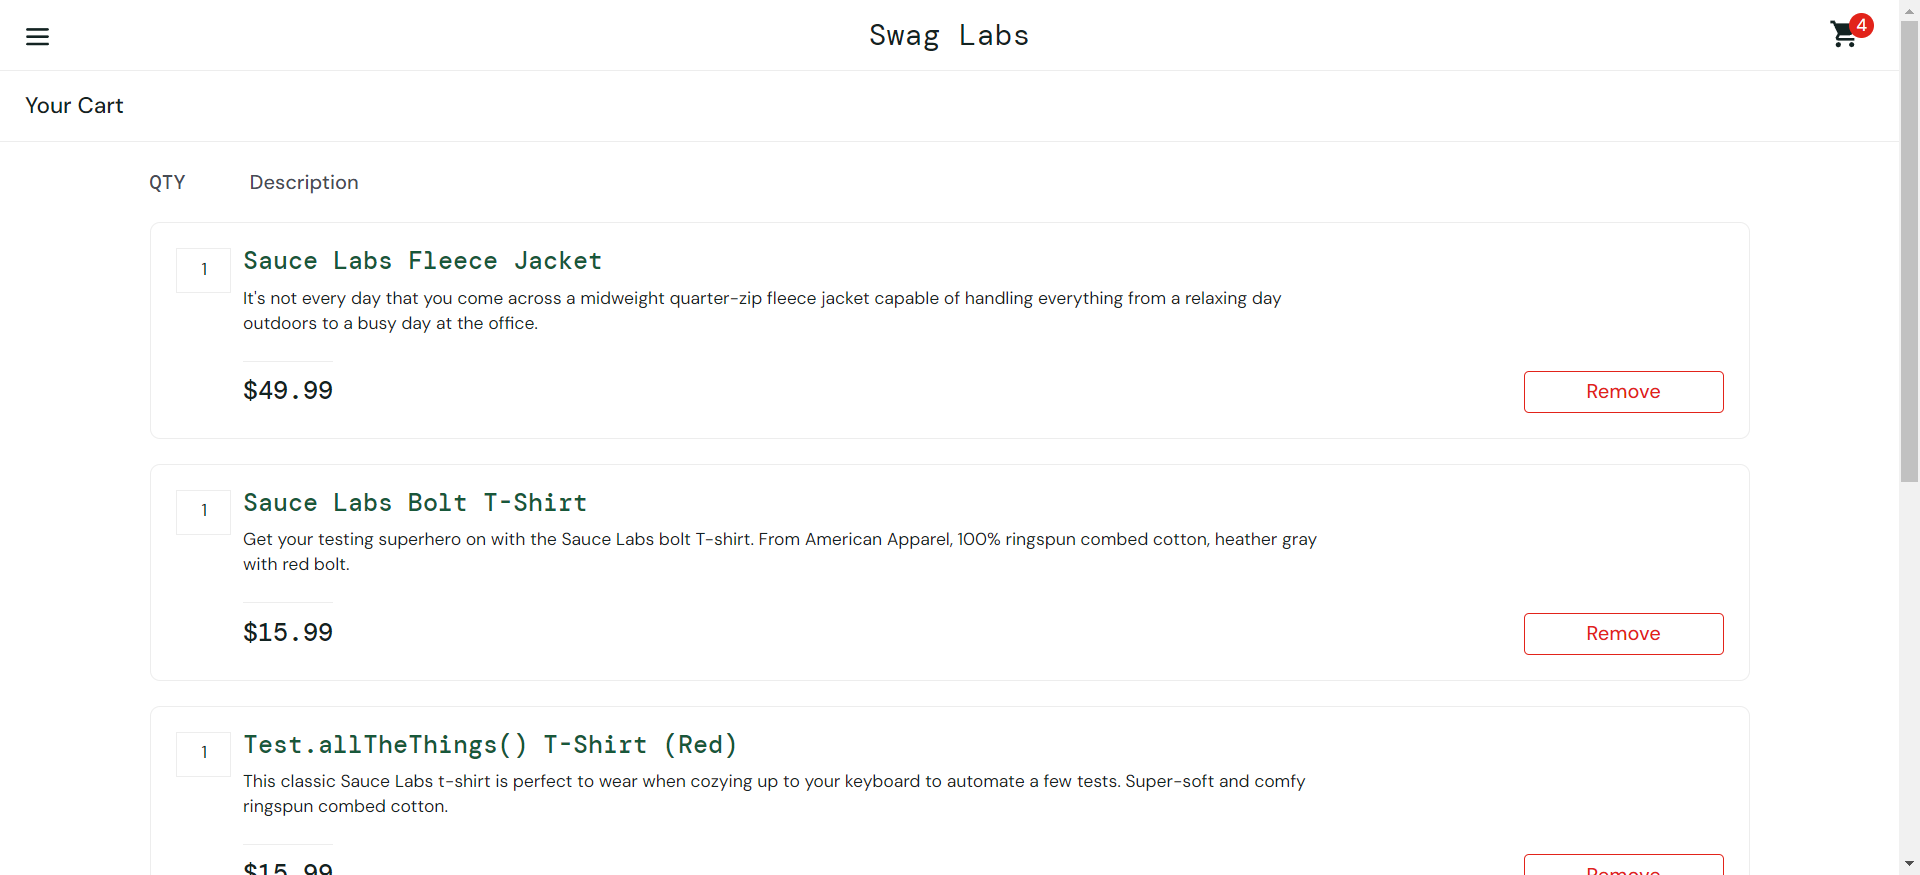 Swag Labs
4
Your Cart
QTY
Description
1
Sauce Labs Fleece Jacket
It's not every day that you come across a midweight quarter-zip fleece jacket capable of handling everything from a relaxing day
outdoors to a busy day at the office.
$49.99
Remove
1
Sauce Labs Bolt T-Shirt
Get your testing superhero on with the Sauce Labs bolt T-shirt. From American Apparel, 100% ringspun combed cotton, heather gray
with red bolt.
$15.99
Remove
1
Test.allTheThings() T-Shirt (Red)
This classic Sauce Labs t-shirt is perfect to wear when cozying up to your keyboard to automate a few tests. Super-soft and comfy
ringspun combed cotton.
$15.99
Remove